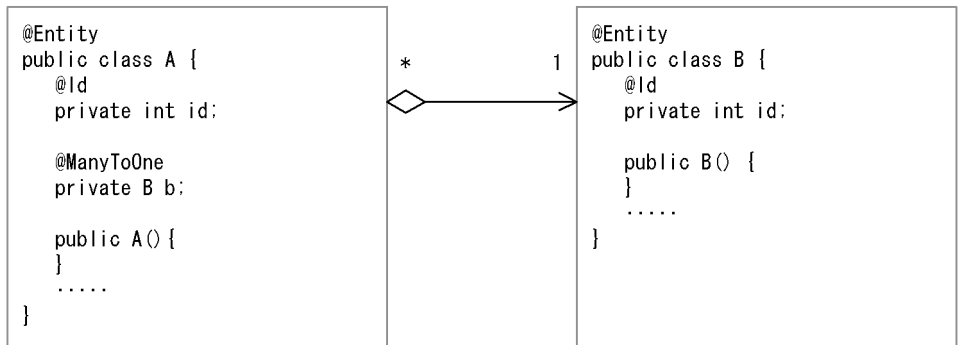 @Entity
public class A {
@Id
private int id;
@ManyToOne
private B b;
public A(){
}
.....
}
*
1
@Entity
public class B {
@Id
private int id;
public B() {
}
.....
}